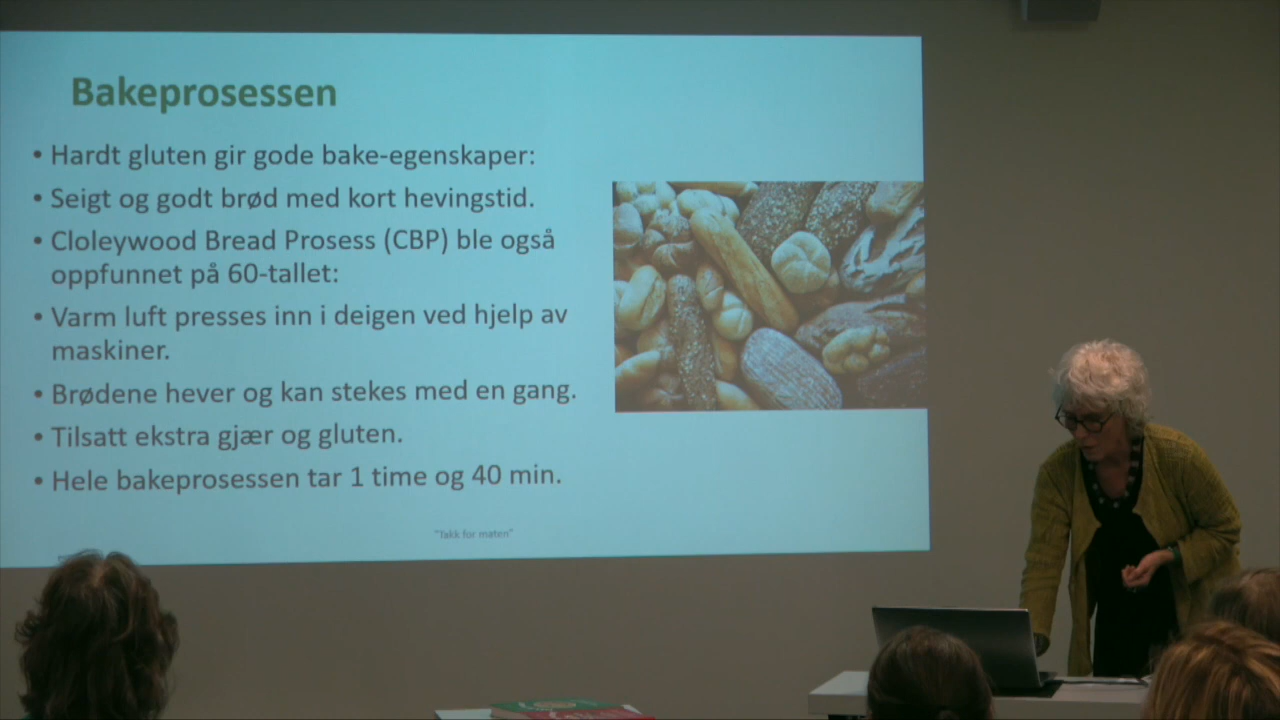 Bakeprosessen
• Hardt gluten gir gode bake-egenskaper:
• Seigt og godt brød med kort hevingstid.
• Cloleywood Bread Prosess (CBP) ble også
oppfunnet på 60-tallet:
• Varm luft presses inn i deigen ved hjelp av
maskiner.
• Brødene hever og kan stekes med en gang.
• Tilsatt ekstra gjær og gluten.
• Hele bakeprosessen tar 1 time og 40 min.
"Takk for maten"